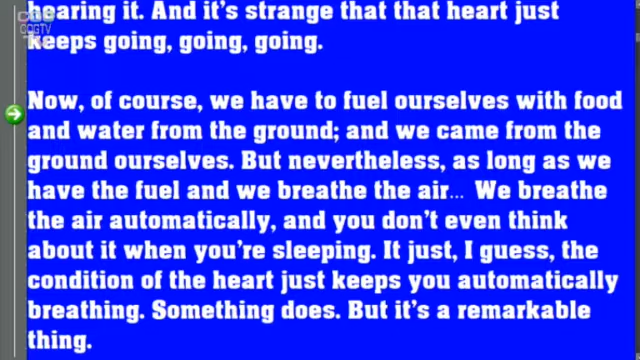 hearing it. And it's strange that that heart just
keeps going, going, going.
Now, of course, we have to fuel ourselves with food
and water from the ground; and we came from the
ground ourselves. But nevertheless, as long as we
have the fuel and we breathe the air... We breathe
the air automatically, and you don't even think
about it when you're sleeping. It just, I guess, the
condition of the heart just keeps you automatically
breathing. Something does. But it's a remarkable
thing.